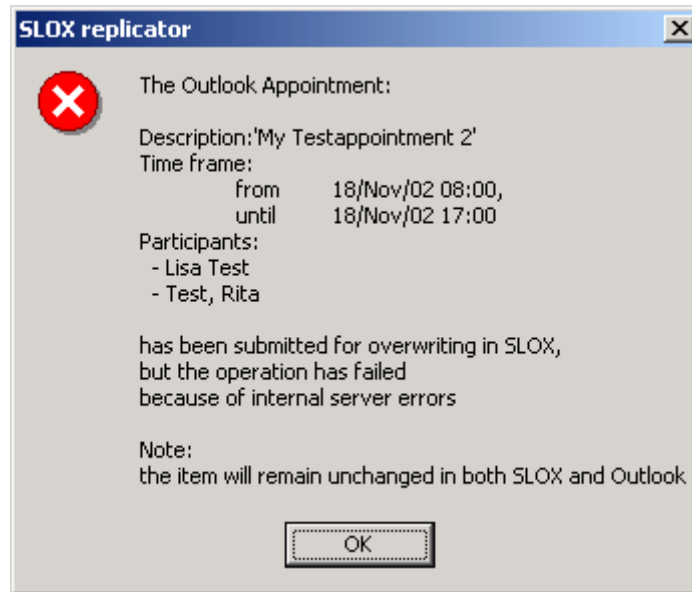 SLOX replicator
The Outlook Appointment:
Description:'My Testappointment 2'
Time frame:
from 18/Nov/02 08:00,
until 18/Nov/02 17:00
Participants:
- Lisa Test
- Test, Rita
has been submitted for overwriting in SLOX,
but the operation has failed
because of internal server errors
Note:
the item will remain unchanged in both SLOX and Outlook
OK